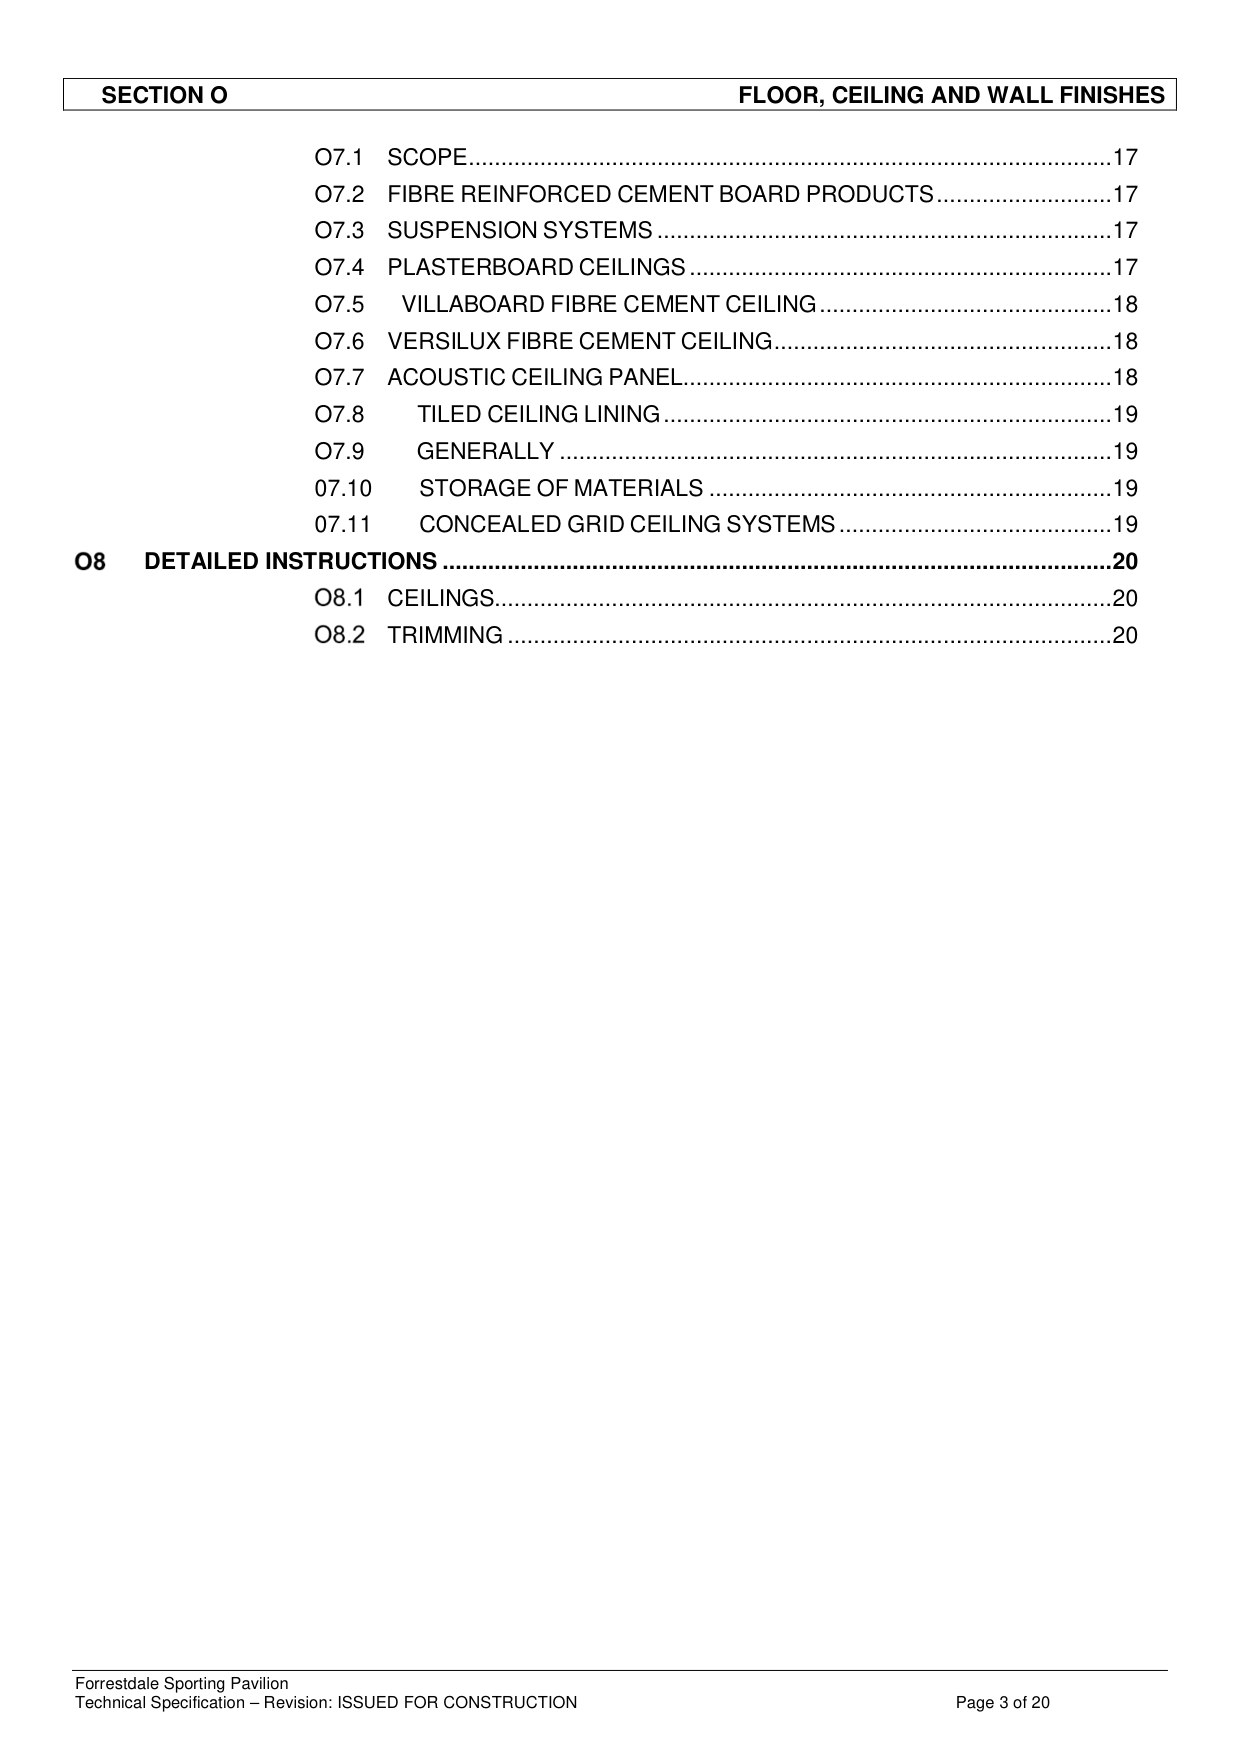 SECTION O FLOOR, CEILING AND WALL FINISHES
O7.1 SCOPE....................................................................................................17
O7.2 FIBRE REINFORCED CEMENT BOARD PRODUCTS...........................17
O7.3 SUSPENSION SYSTEMS ......................................................................17
O7.4 PLASTERBOARD CEILINGS .................................................................17
O7.5 VILLABOARD FIBRE CEMENT CEILING.............................................18
O7.6 VERSILUX FIBRE CEMENT CEILING....................................................18
O7.7 ACOUSTIC CEILING PANEL..................................................................18
O7.8 TILED CEILING LINING.....................................................................19
O7.9 GENERALLY .....................................................................................19
07.10 STORAGE OF MATERIALS ..............................................................19
07.11 CONCEALED GRID CEILING SYSTEMS ..........................................19
O8 DETAILED INSTRUCTIONS .......................................................................................................20
O8.1 CEILINGS...............................................................................................20
O8.2 TRIMMING .............................................................................................20
Forrestdale Sporting Pavilion
Technical Specification – Revision: ISSUED FOR CONSTRUCTION Page 3 of 20